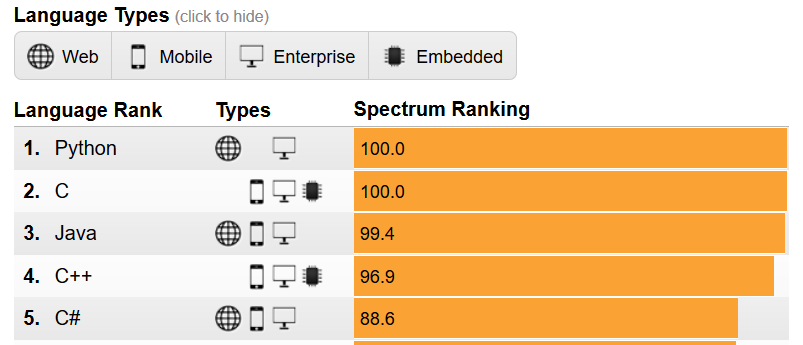 Language Types (click to hide)
Web Mobile Enterprise Embedded
Language Rank Types Spectrum Ranking
1. Python 100.0
2. C 100.0
3. Java 99.4
4. C++ 96.9
5. C# 88.6